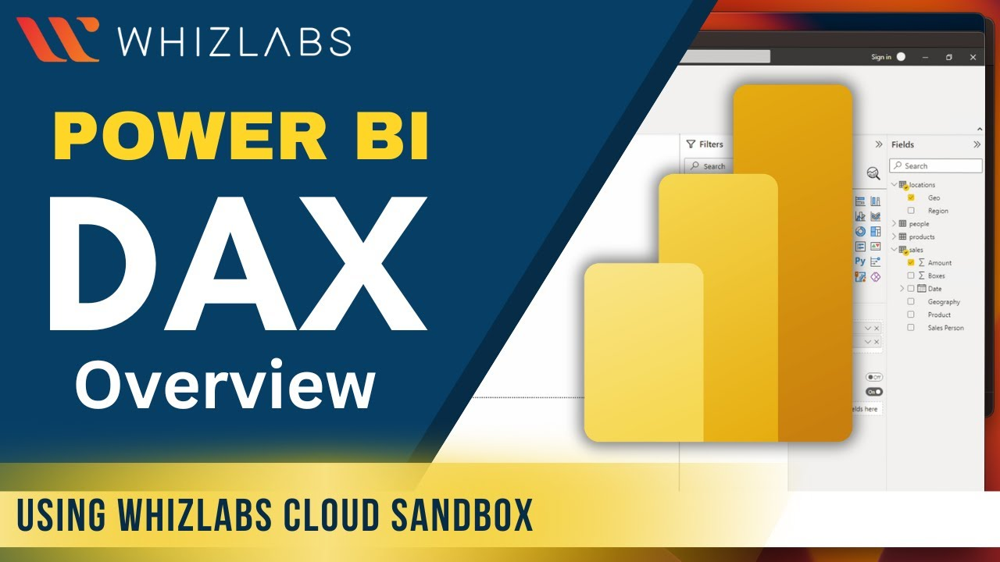 WHIZLABS
POWER BI
DAX
Overview
USING WHIZLABS CLOUD SANDBOX
Sign in
Filters
Search
Fields
Search
locations
Geo
Region
people
products
sales
Amount
Boxes
Date
Geography
Product
Sales Person
Py
Off
On
here